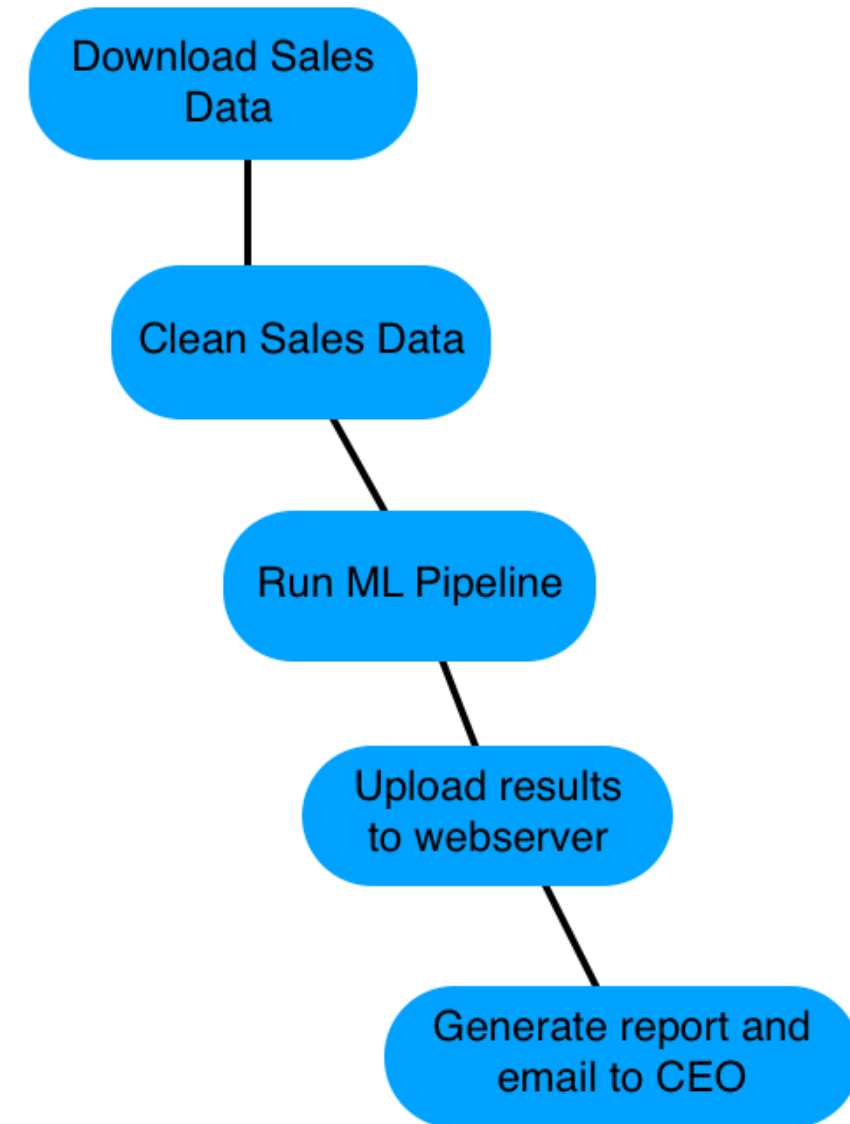 Download Sales
Data
Clean Sales Data
Run ML Pipeline
Upload results
to webserver
Generate report and
email to CEO